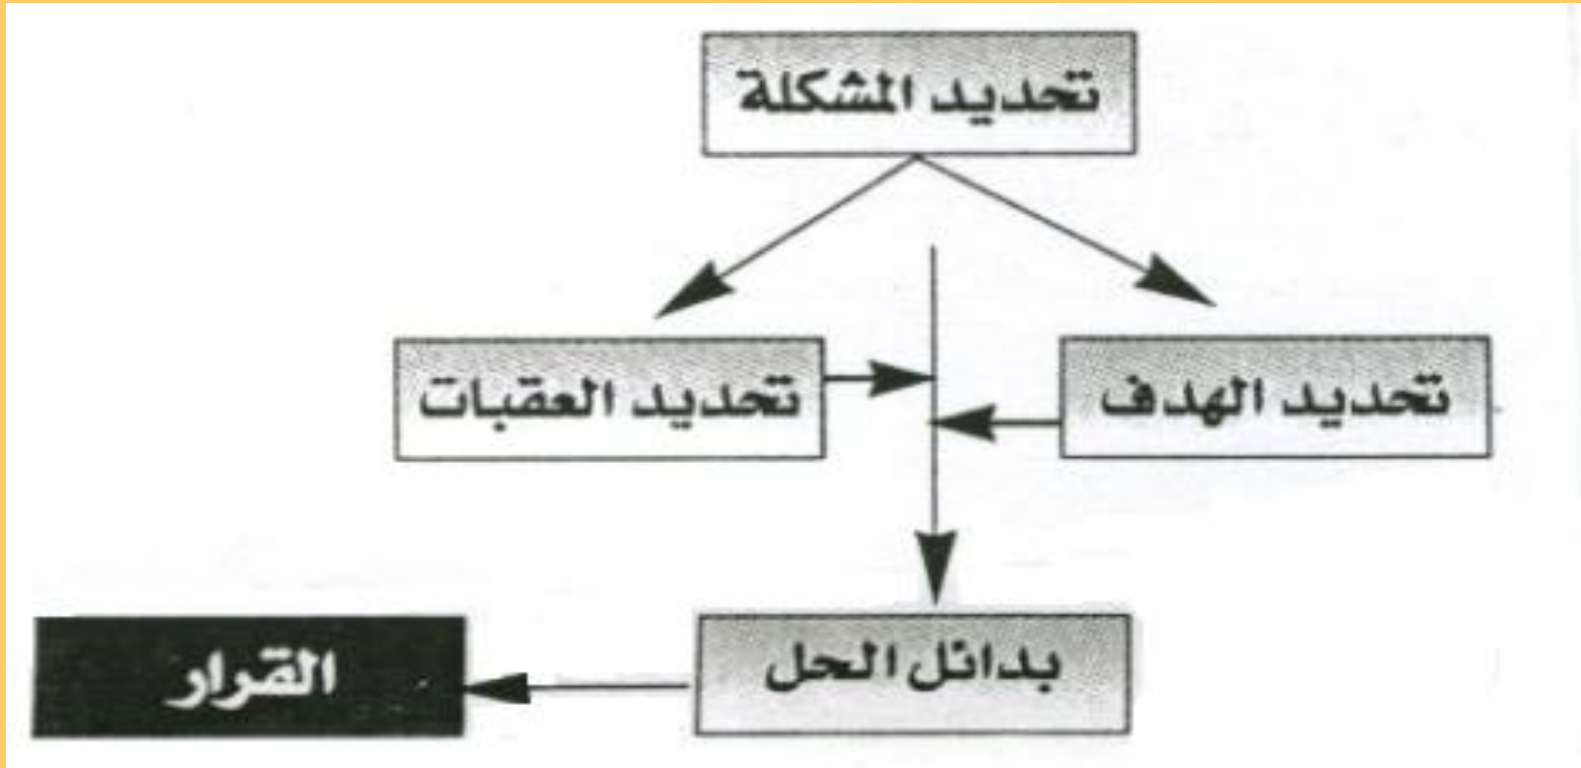 تحديد المشكلة
تحديد الهدف
تحديد العقبات
بدائل الحل
القرار